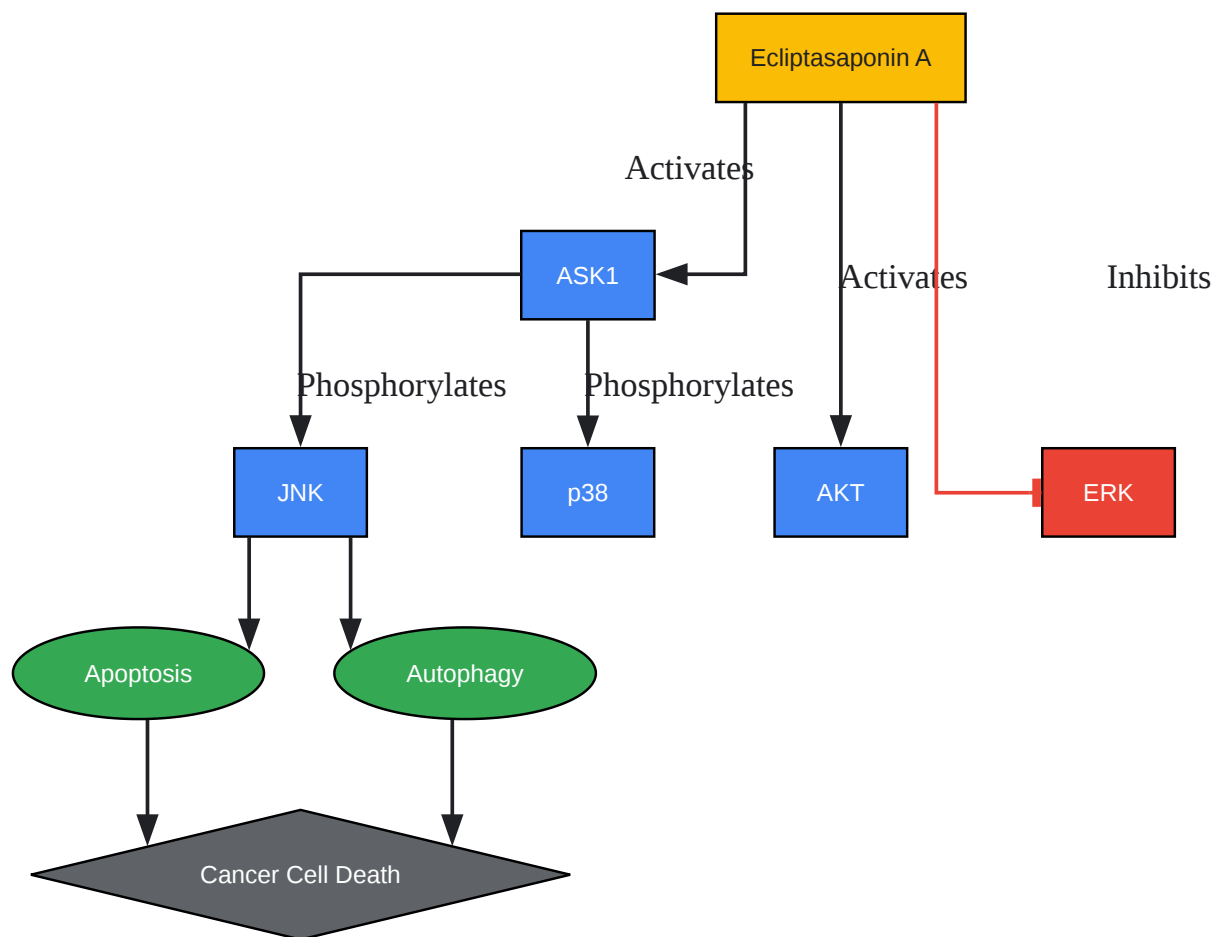 Ecliptasaponin A
Activates
ASK1
Activates
Inhibits
Phosphorylates
Phosphorylates
JNK
p38
AKT
ERK
Apoptosis
Autophagy
Cancer Cell Death